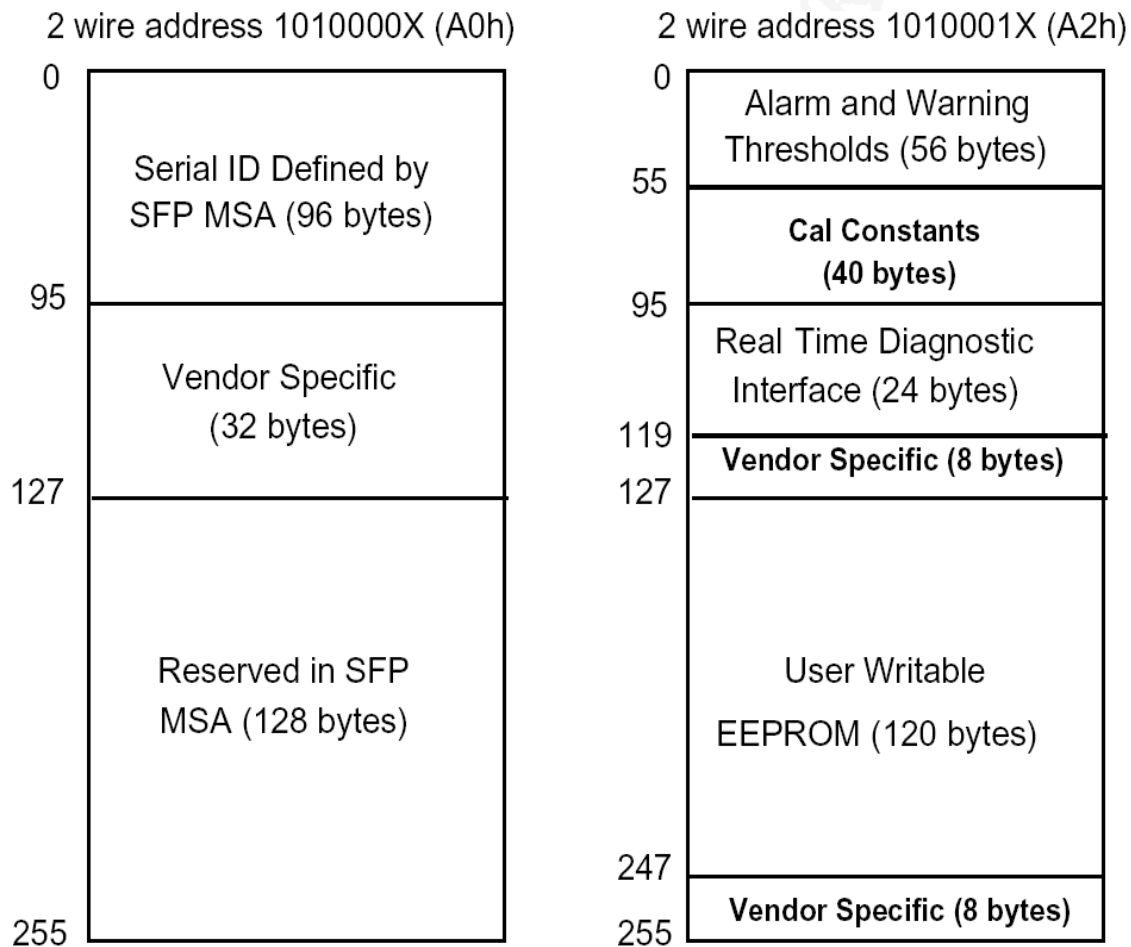 2 wire address 1010000X (A0h)
0
Serial ID Defined by
SFP MSA (96 bytes)
95
Vendor Specific
(32 bytes)
127
Reserved in SFP
MSA (128 bytes)
255
2 wire address 1010001X (A2h)
0
Alarm and Warning
Thresholds (56 bytes)
55
Cal Constants
(40 bytes)
95
Real Time Diagnostic
Interface (24 bytes)
119
Vendor Specific (8 bytes)
127
User Writable
EEPROM (120 bytes)
247
Vendor Specific (8 bytes)
255